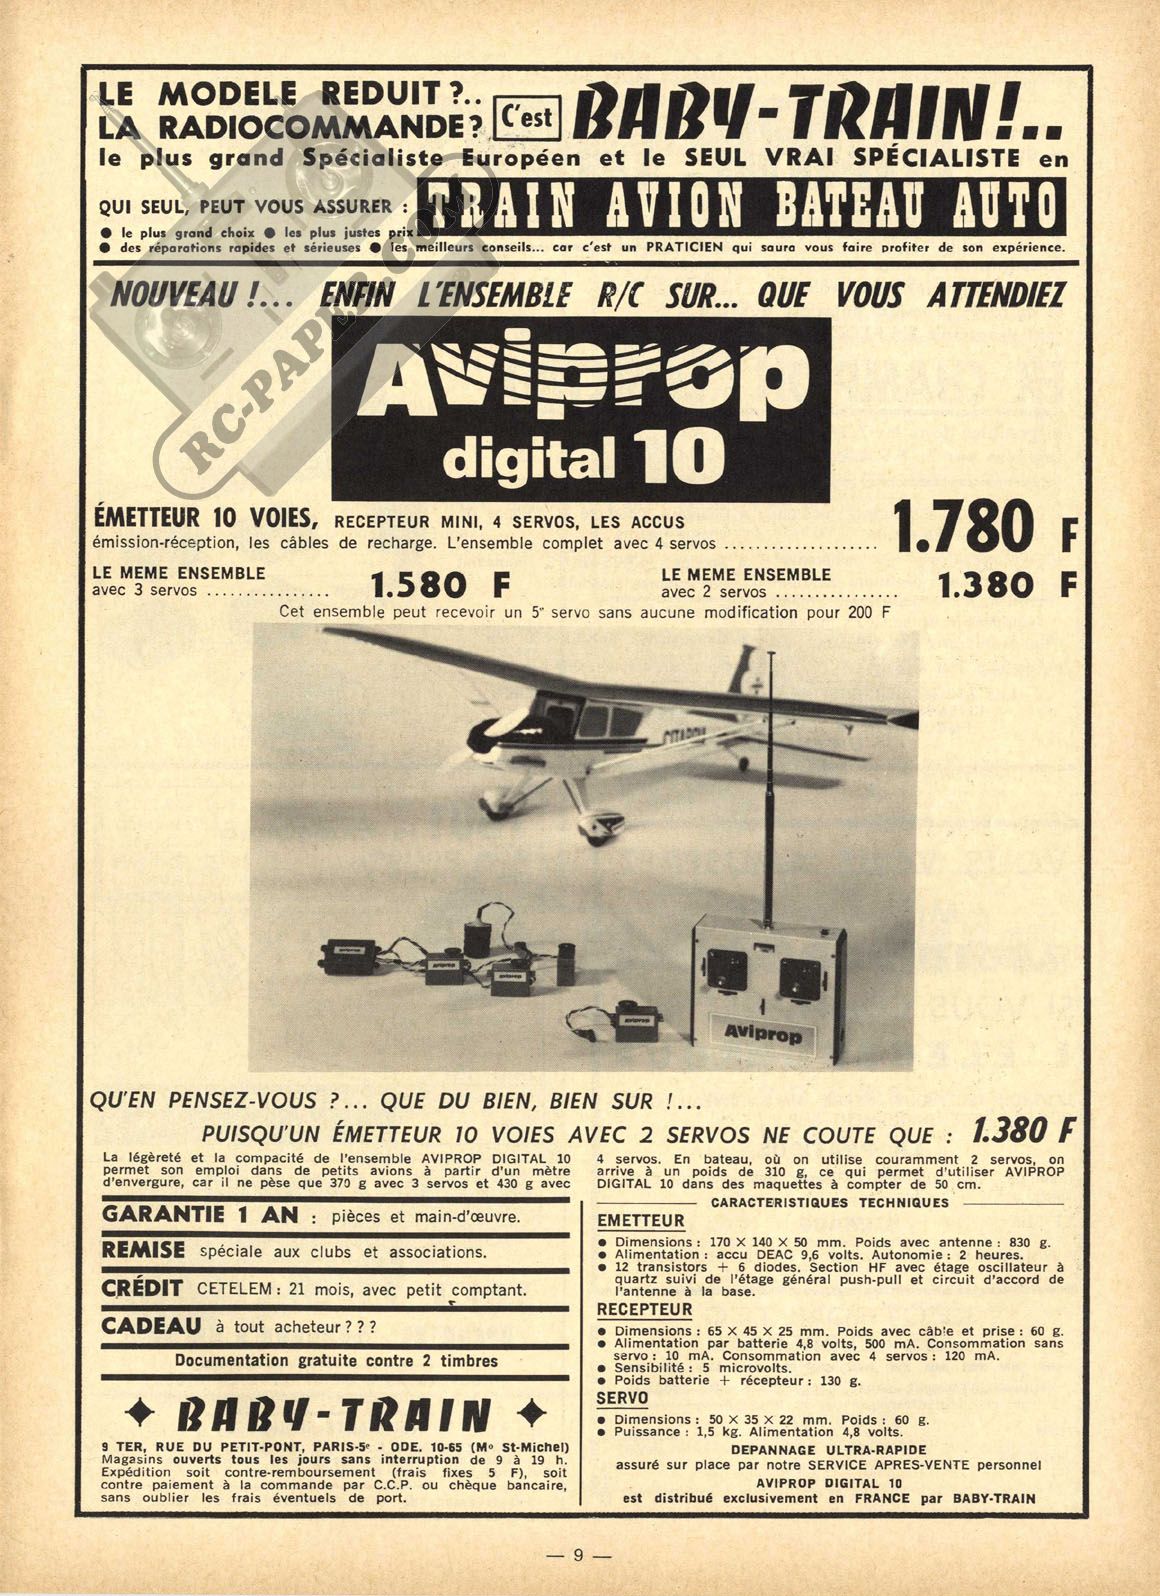 LE MODELE REDUIT ?..
LA RADIOCOMMANDE ?
C'est
BABY-TRAIN!..
le plus grand Spécialiste Européen et le SEUL VRAI SPÉCIALISTE en
QUI SEUL, PEUT VOUS ASSURER :
TRAIN AVION BATEAU AUTO
● le plus grand choix ● les plus justes prix
● des réparations rapides et sérieuses ● les meilleurs conseils... car c'est un PRATICIEN qui saura vous faire profiter de son expérience.
RC-PAPER.COM
NOUVEAU !... ENFIN L'ENSEMBLE R/C SUR... QUE VOUS ATTENDIEZ
Aviprop
digital 10
ÉMETTEUR 10 VOIES, RECEPTEUR MINI, 4 SERVOS, LES ACCUS
émission-réception, les câbles de recharge. L'ensemble complet avec 4 servos .................... 1.780 F
LE MEME ENSEMBLE
avec 3 servos ................ 1.580 F
LE MEME ENSEMBLE
avec 2 servos ................ 1.380 F
Cet ensemble peut recevoir un 5" servo sans aucune modification pour 200 F
CITABRIA
Aviprop
Aviprop
Aviprop
Aviprop
Aviprop
QU'EN PENSEZ-VOUS ?... QUE DU BIEN, BIEN SUR !...
PUISQU'UN ÉMETTEUR 10 VOIES AVEC 2 SERVOS NE COUTE QUE : 1.380 F
La légèreté et la compacité de l'ensemble AVIPROP DIGITAL 10
permet son emploi dans de petits avions à partir d'un mètre
d'envergure, car il ne pèse que 370 g avec 3 servos et 430 g avec
4 servos. En bateau, où on utilise couramment 2 servos, on
arrive à un poids de 310 g, ce qui permet d'utiliser AVIPROP
DIGITAL 10 dans des maquettes à compter de 50 cm.
GARANTIE 1 AN : pièces et main-d'œuvre.
REMISE spéciale aux clubs et associations.
CRÉDIT CETELEM : 21 mois, avec petit comptant.
CADEAU à tout acheteur ? ? ?
Documentation gratuite contre 2 timbres
BABY-TRAIN
9 TER, RUE DU PETIT-PONT, PARIS-5e - ODE. 10-65 (Mo St-Michel)
Magasins ouverts tous les jours sans interruption de 9 à 19 h.
Expédition soit contre-remboursement (frais fixes 5 F), soit
contre paiement à la commande par C.C.P. ou chèque bancaire,
sans oublier les frais éventuels de port.
CARACTERISTIQUES TECHNIQUES
EMETTEUR
● Dimensions : 170 X 140 X 50 mm. Poids avec antenne : 830 g.
● Alimentation : accu DEAC 9,6 volts. Autonomie : 2 heures.
● 12 transistors + 6 diodes. Section HF avec étage oscillateur à
quartz suivi de l'étage général push-pull et circuit d'accord de
l'antenne à la base.
RECEPTEUR
● Dimensions : 65 X 45 X 25 mm. Poids avec câble et prise : 60 g.
● Alimentation par batterie 4,8 volts, 500 mA. Consommation sans
servo : 10 mA. Consommation avec 4 servos : 120 mA.
● Sensibilité : 5 microvolts.
● Poids batterie + récepteur : 130 g.
SERVO
● Dimensions : 50 X 35 X 22 mm. Poids : 60 g.
● Puissance : 1,5 kg. Alimentation 4,8 volts.
DEPANNAGE ULTRA-RAPIDE
assuré sur place par notre SERVICE APRES-VENTE personnel
AVIPROP DIGITAL 10
est distribué exclusivement en FRANCE par BABY-TRAIN
— 9 —